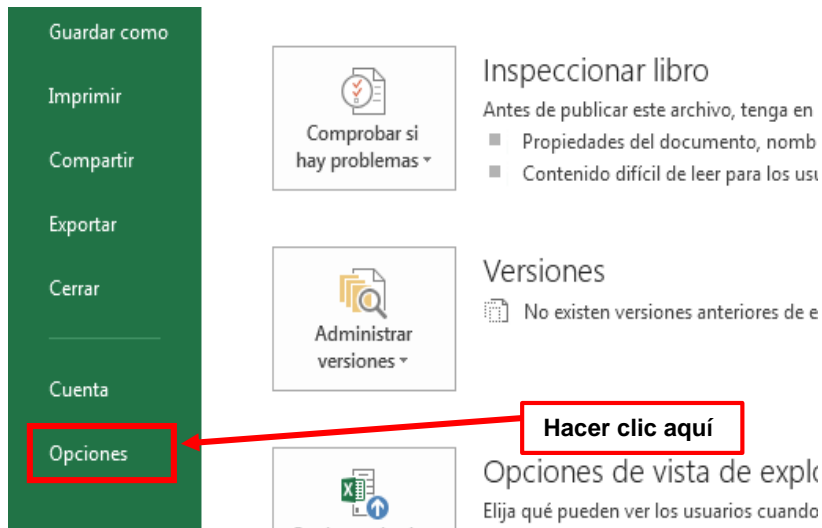 Guardar como
Imprimir
Compartir
Exportar
Cerrar
Cuenta
Opciones
Comprobar si
hay problemas
Inspeccionar libro
Antes de publicar este archivo, tenga en
Propiedades del documento, nomb
Contenido difícil de leer para los usu
Administrar
versiones
Versiones
No existen versiones anteriores de e
Hacer clic aquí
Opciones de vista de explo
Elija qué pueden ver los usuarios cuando